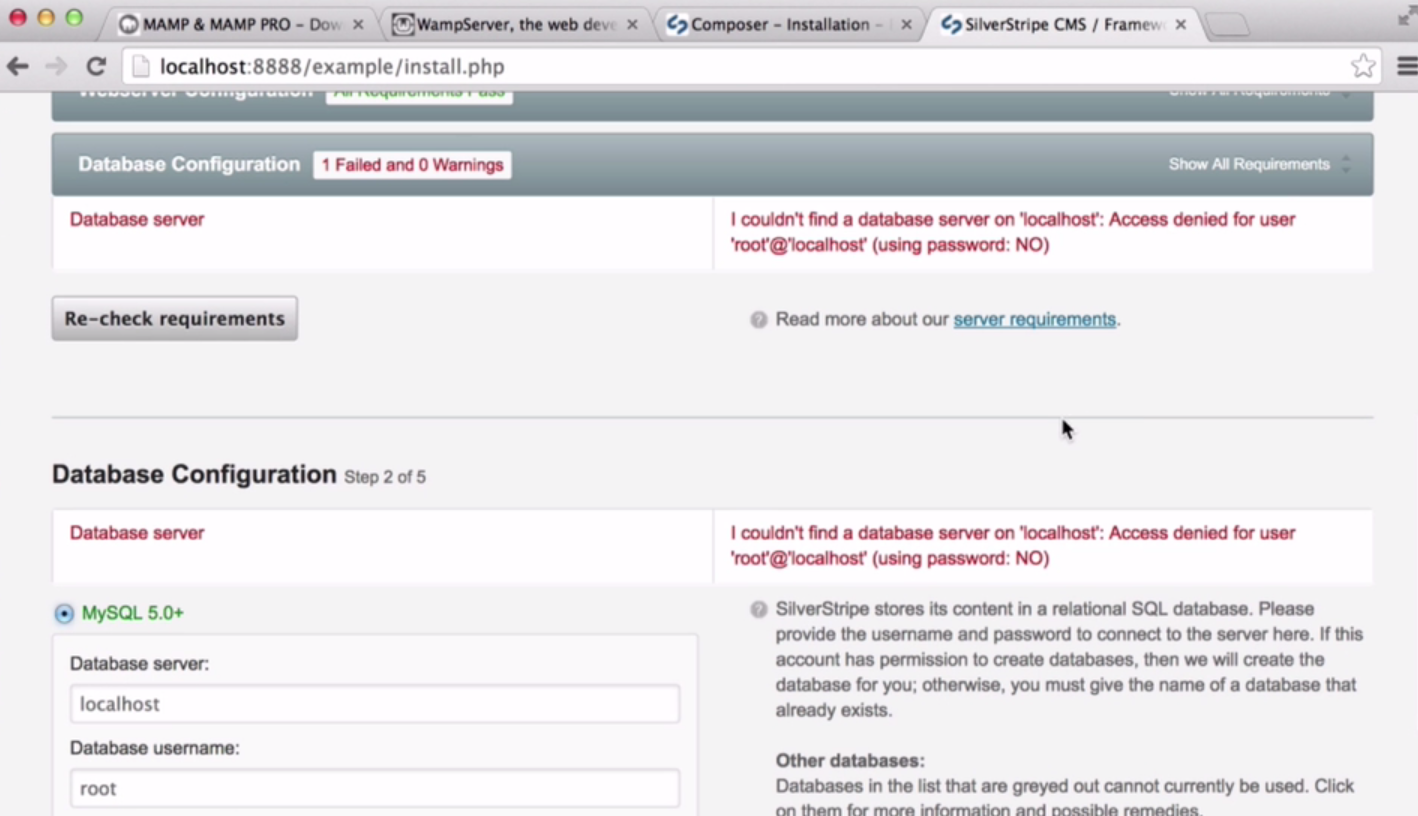 MAMP & MAMP PRO – Dow
WampServer, the web deve
Composer – Installation –
SilverStripe CMS / Framew
localhost:8888/example/install.php
Webserver Configuration All Requirements Pass Show All Requirements
Database Configuration 1 Failed and 0 Warnings Show All Requirements
Database server
I couldn't find a database server on 'localhost': Access denied for user
'root'@'localhost' (using password: NO)
Re-check requirements
Read more about our server requirements.
Database Configuration Step 2 of 5
Database server
I couldn't find a database server on 'localhost': Access denied for user
'root'@'localhost' (using password: NO)
MySQL 5.0+
Database server:
localhost
Database username:
root
SilverStripe stores its content in a relational SQL database. Please
provide the username and password to connect to the server here. If this
account has permission to create databases, then we will create the
database for you; otherwise, you must give the name of a database that
already exists.
Other databases:
Databases in the list that are greyed out cannot currently be used. Click
on them for more information and possible remedies.